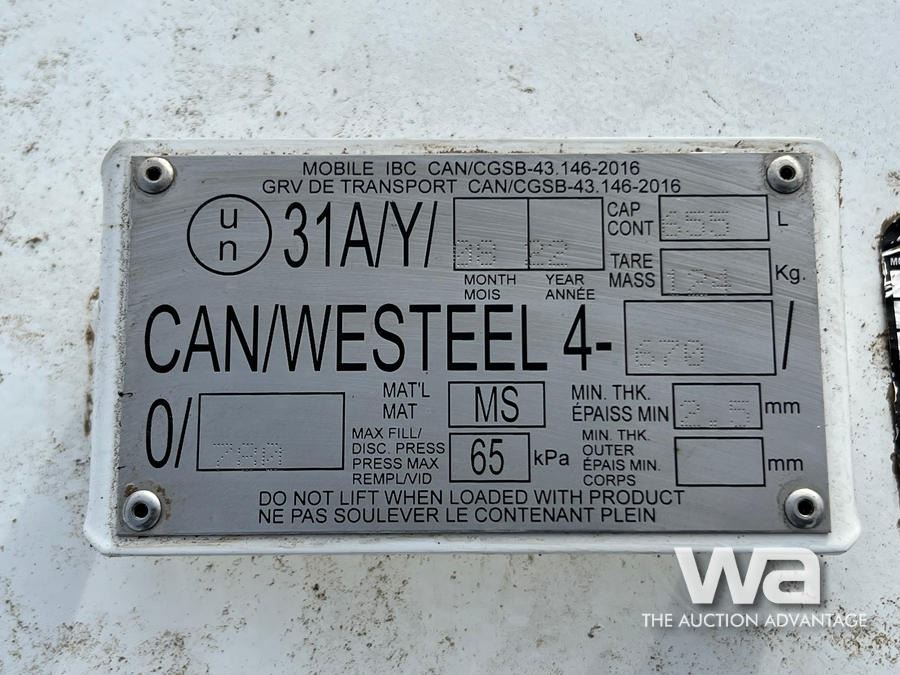 MOBILE IBC CAN/CGSB-43.146-2016
GRV DE TRANSPORT CAN/CGSB-43.146-2016
un 31A/Y/ 08 22
MONTH YEAR
MOIS ANNÉE
CAP
CONT 655 L
TARE
MASS 124 Kg.
CAN/WESTEEL 4- 670 /
0/ 780
MAT'L
MAT MS
MAX FILL/
DISC. PRESS
PRESS MAX
REMPL/VID
65 kPa
MIN. THK.
ÉPAISS MIN 2.5 mm
MIN. THK.
OUTER
ÉPAIS MIN.
CORPS
mm
DO NOT LIFT WHEN LOADED WITH PRODUCT
NE PAS SOULEVER LE CONTENANT PLEIN
wa
THE AUCTION ADVANTAGE